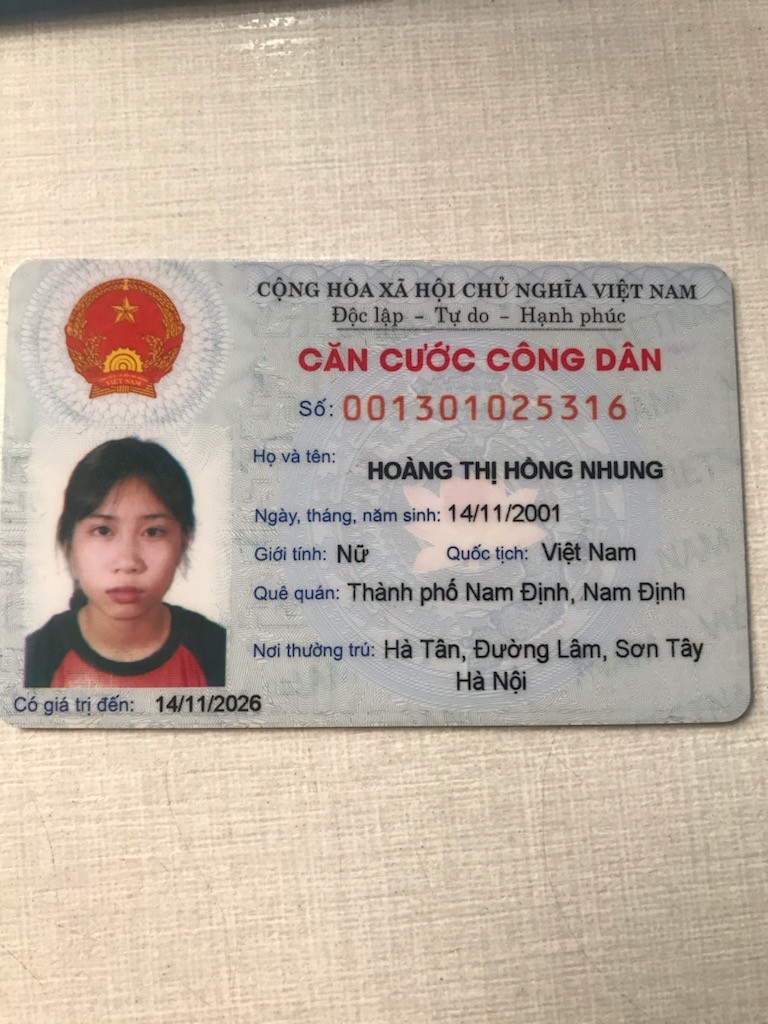 CỘNG HÒA XÃ HỘI CHỦ NGHĨA VIỆT NAM
Độc lập - Tự do - Hạnh phúc
CĂN CƯỚC CÔNG DÂN
Số: 001301025316
Họ và tên: HOÀNG THỊ HỒNG NHUNG
Ngày, tháng, năm sinh: 14/11/2001
Giới tính: Nữ Quốc tịch: Việt Nam
Quê quán: Thành phố Nam Định, Nam Định
Nơi thường trú: Hà Tân, Đường Lâm, Sơn Tây
Hà Nội
Có giá trị đến: 14/11/2026
VIỆT NAM